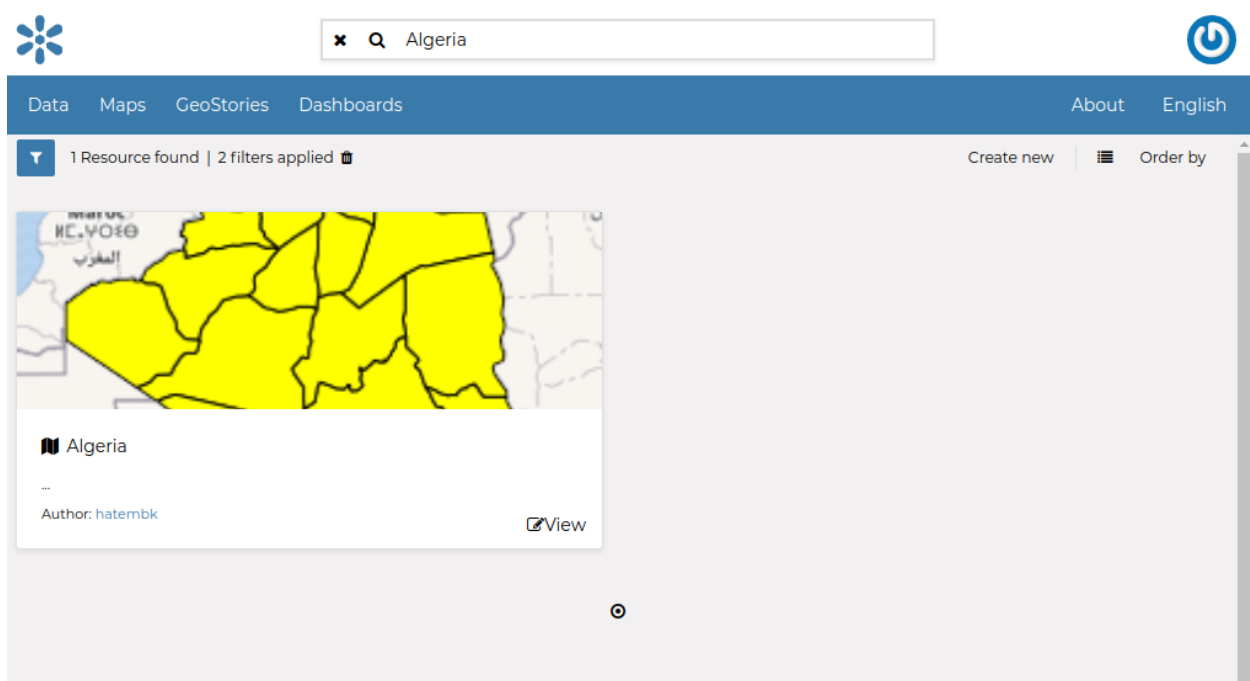 Algeria
Data Maps GeoStories Dashboards About English
1 Resource found | 2 filters applied Create new Order by
Maroc
ⵍⵎⵖⵔⵉⴱ
المغرب
Algeria
...
Author: hatembk
View